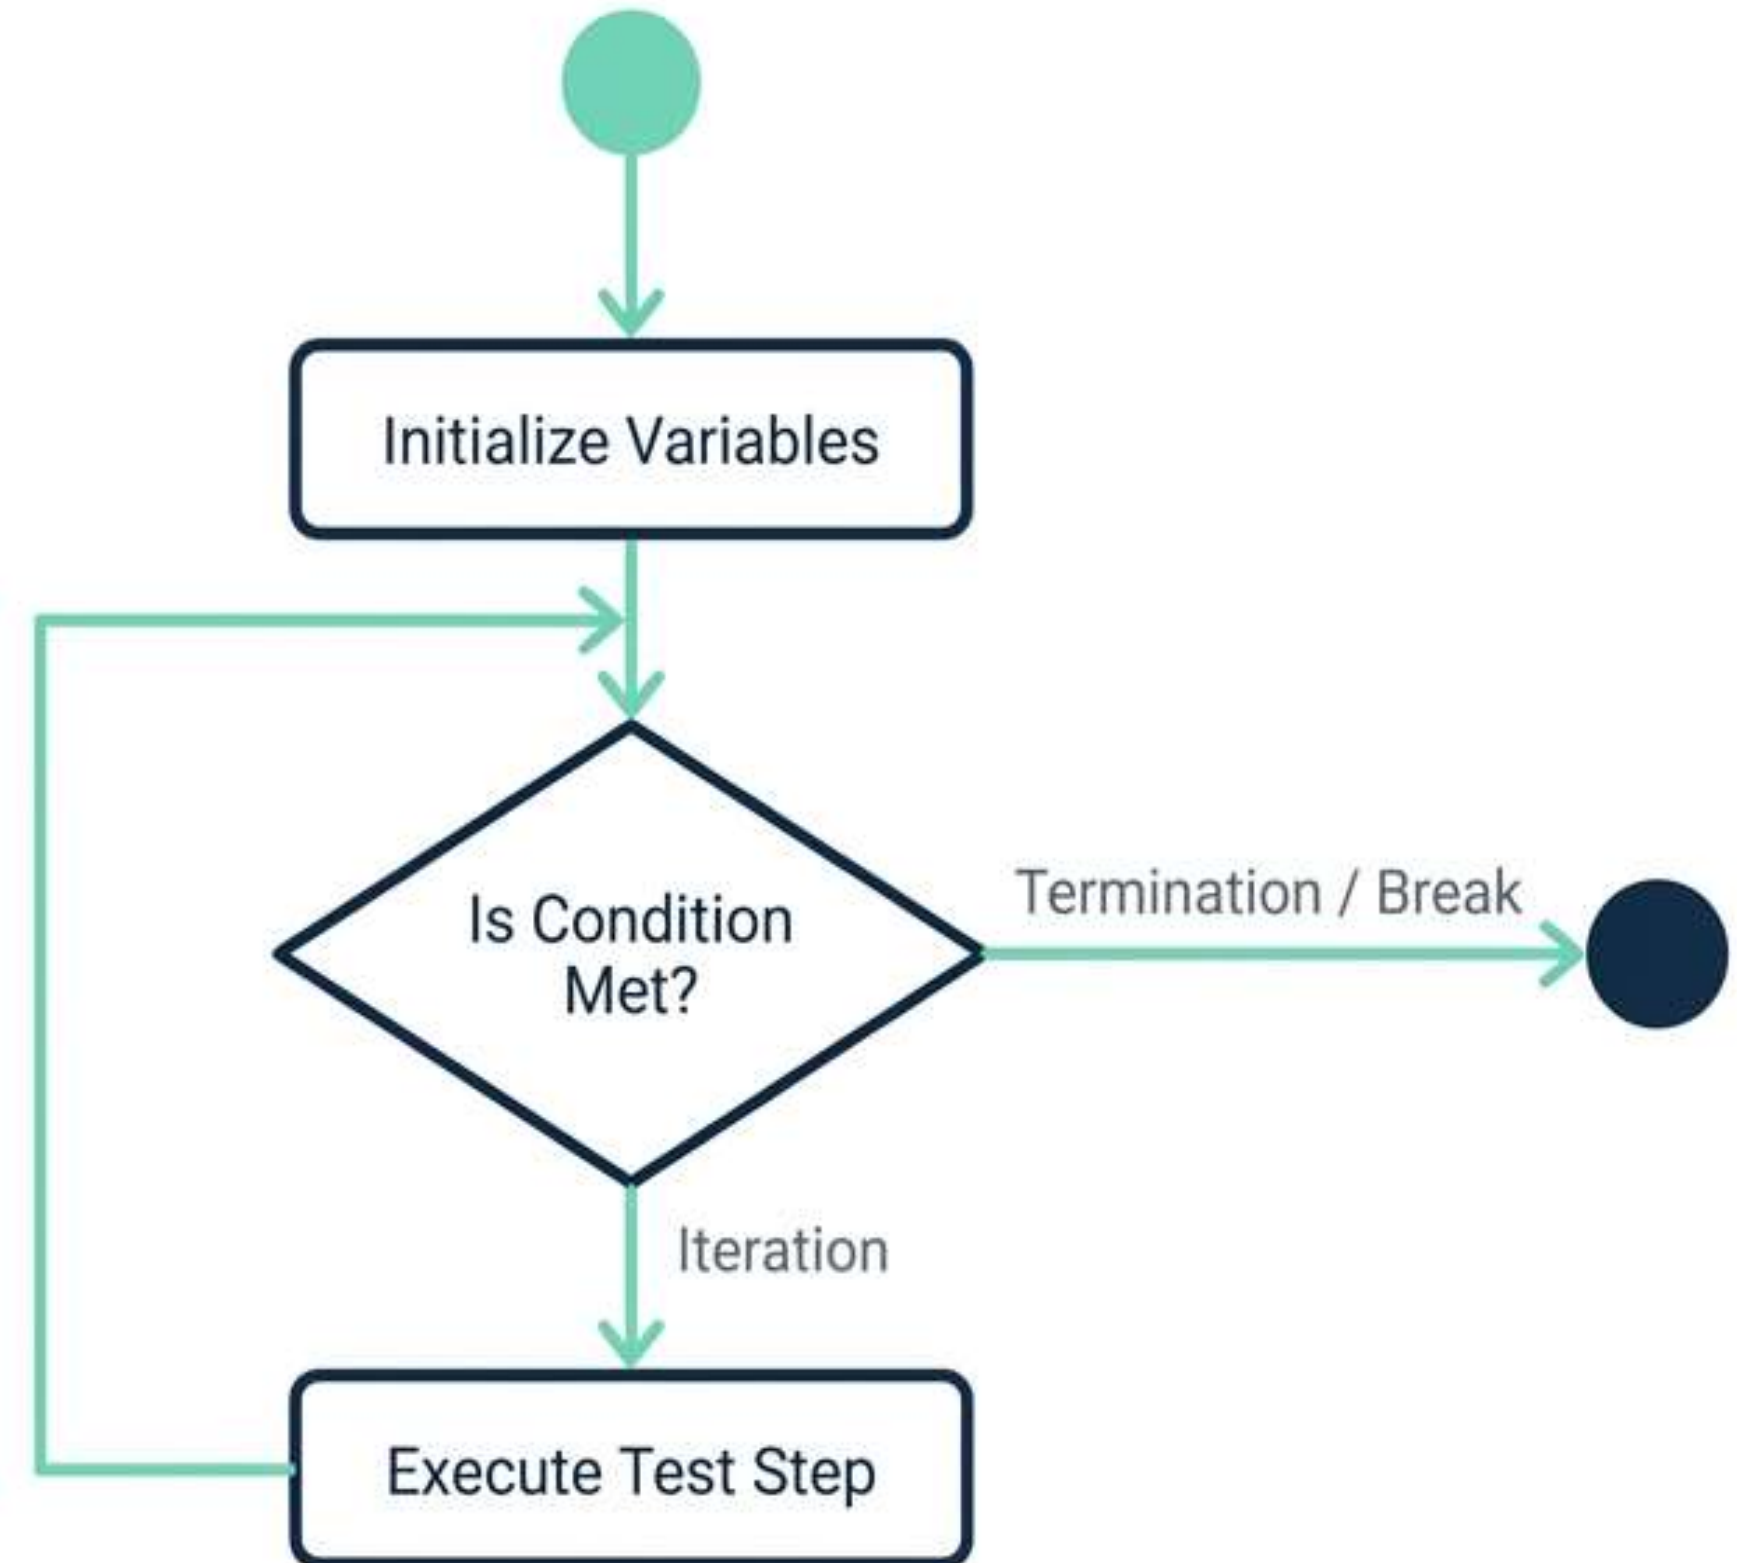 Initialize Variables
Is Condition
Met?
Termination / Break
Iteration
Execute Test Step